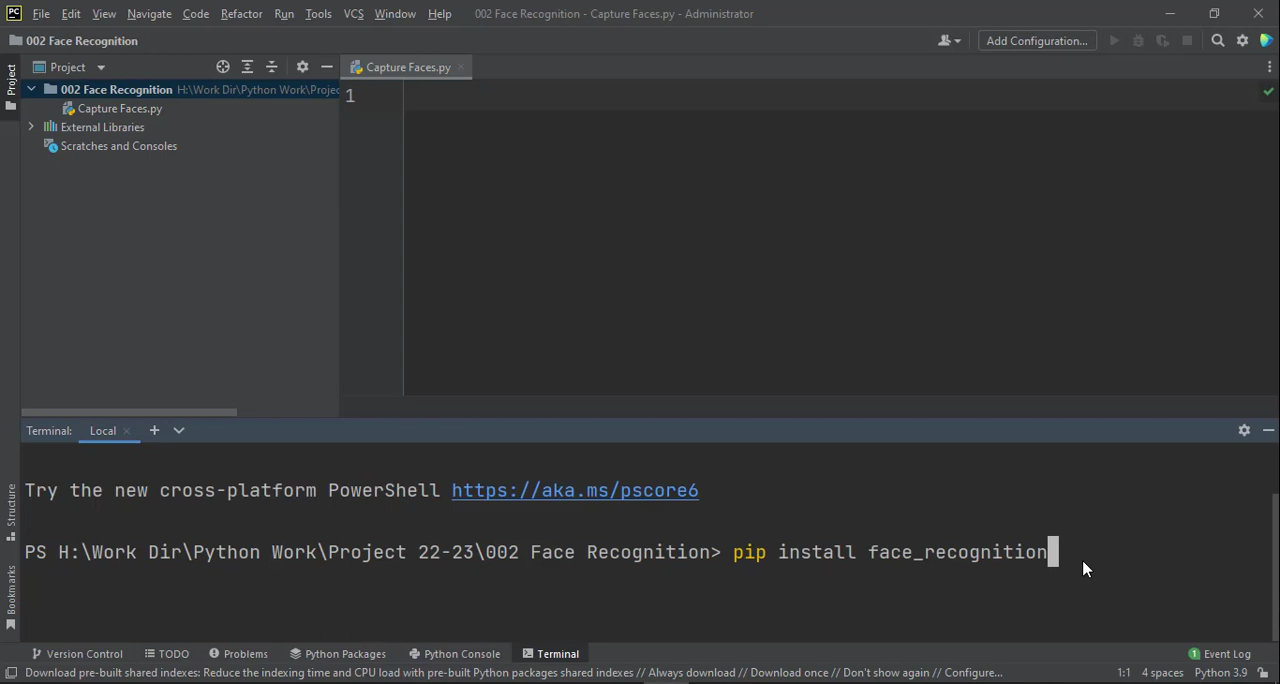 PC File Edit View Navigate Code Refactor Run Tools VCS Window Help 002 Face Recognition - Capture Faces.py - Administrator
002 Face Recognition Add Configuration...
Project Project Capture Faces.py
002 Face Recognition H:\Work Dir\Python Work\Projec 1
Capture Faces.py
External Libraries
Scratches and Consoles
Terminal: Local
Try the new cross-platform PowerShell https://aka.ms/pscore6
PS H:\Work Dir\Python Work\Project 22-23\002 Face Recognition> pip install face_recognition
Structure
Bookmarks
Version Control TODO Problems Python Packages Python Console Terminal 1 Event Log
Download pre-built shared indexes: Reduce the indexing time and CPU load with pre-built Python packages shared indexes // Always download // Download once // Don't show again // Configure... 1:1 4 spaces Python 3.9